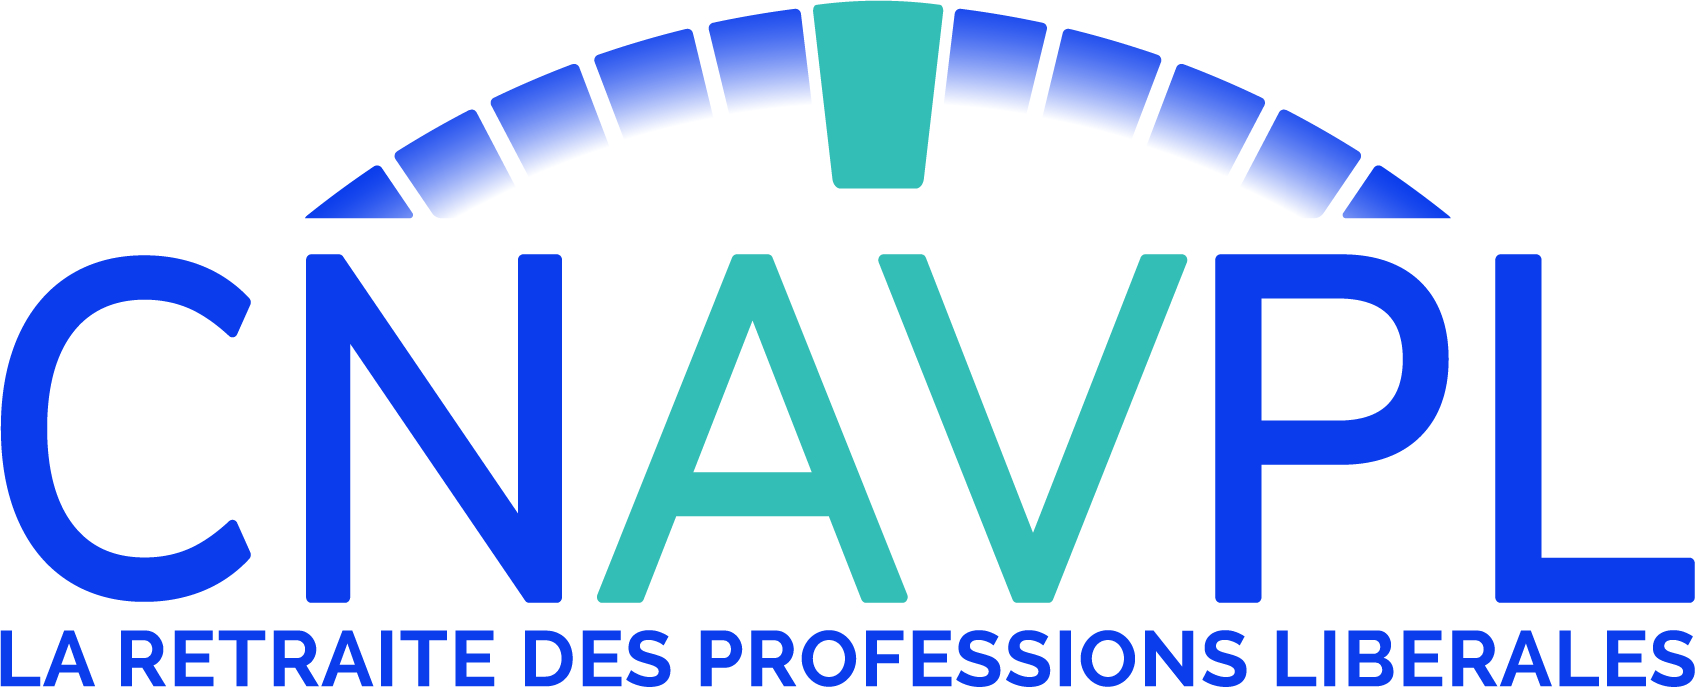 CNAVPL
LA RETRAITE DES PROFESSIONS LIBERALES